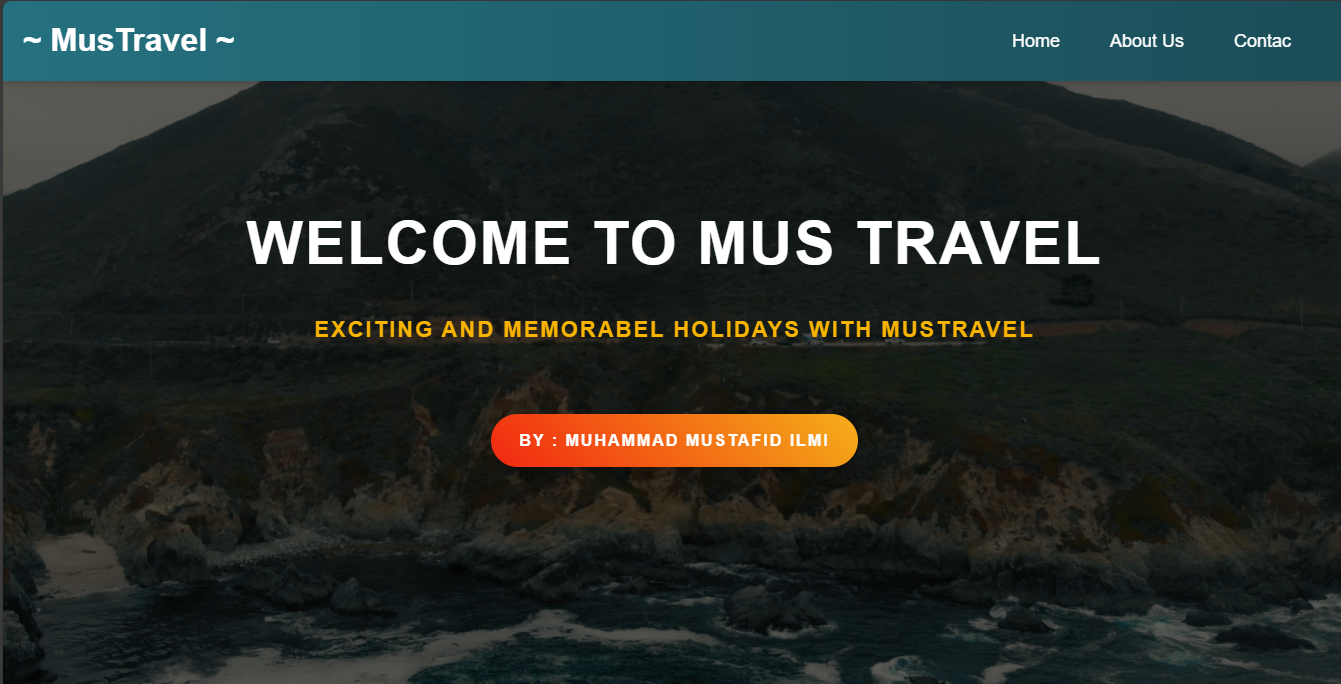 ~ MusTravel ~
Home
About Us
Contac
WELCOME TO MUS TRAVEL
EXCITING AND MEMORABEL HOLIDAYS WITH MUSTRAVEL
BY : MUHAMMAD MUSTAFID ILMI